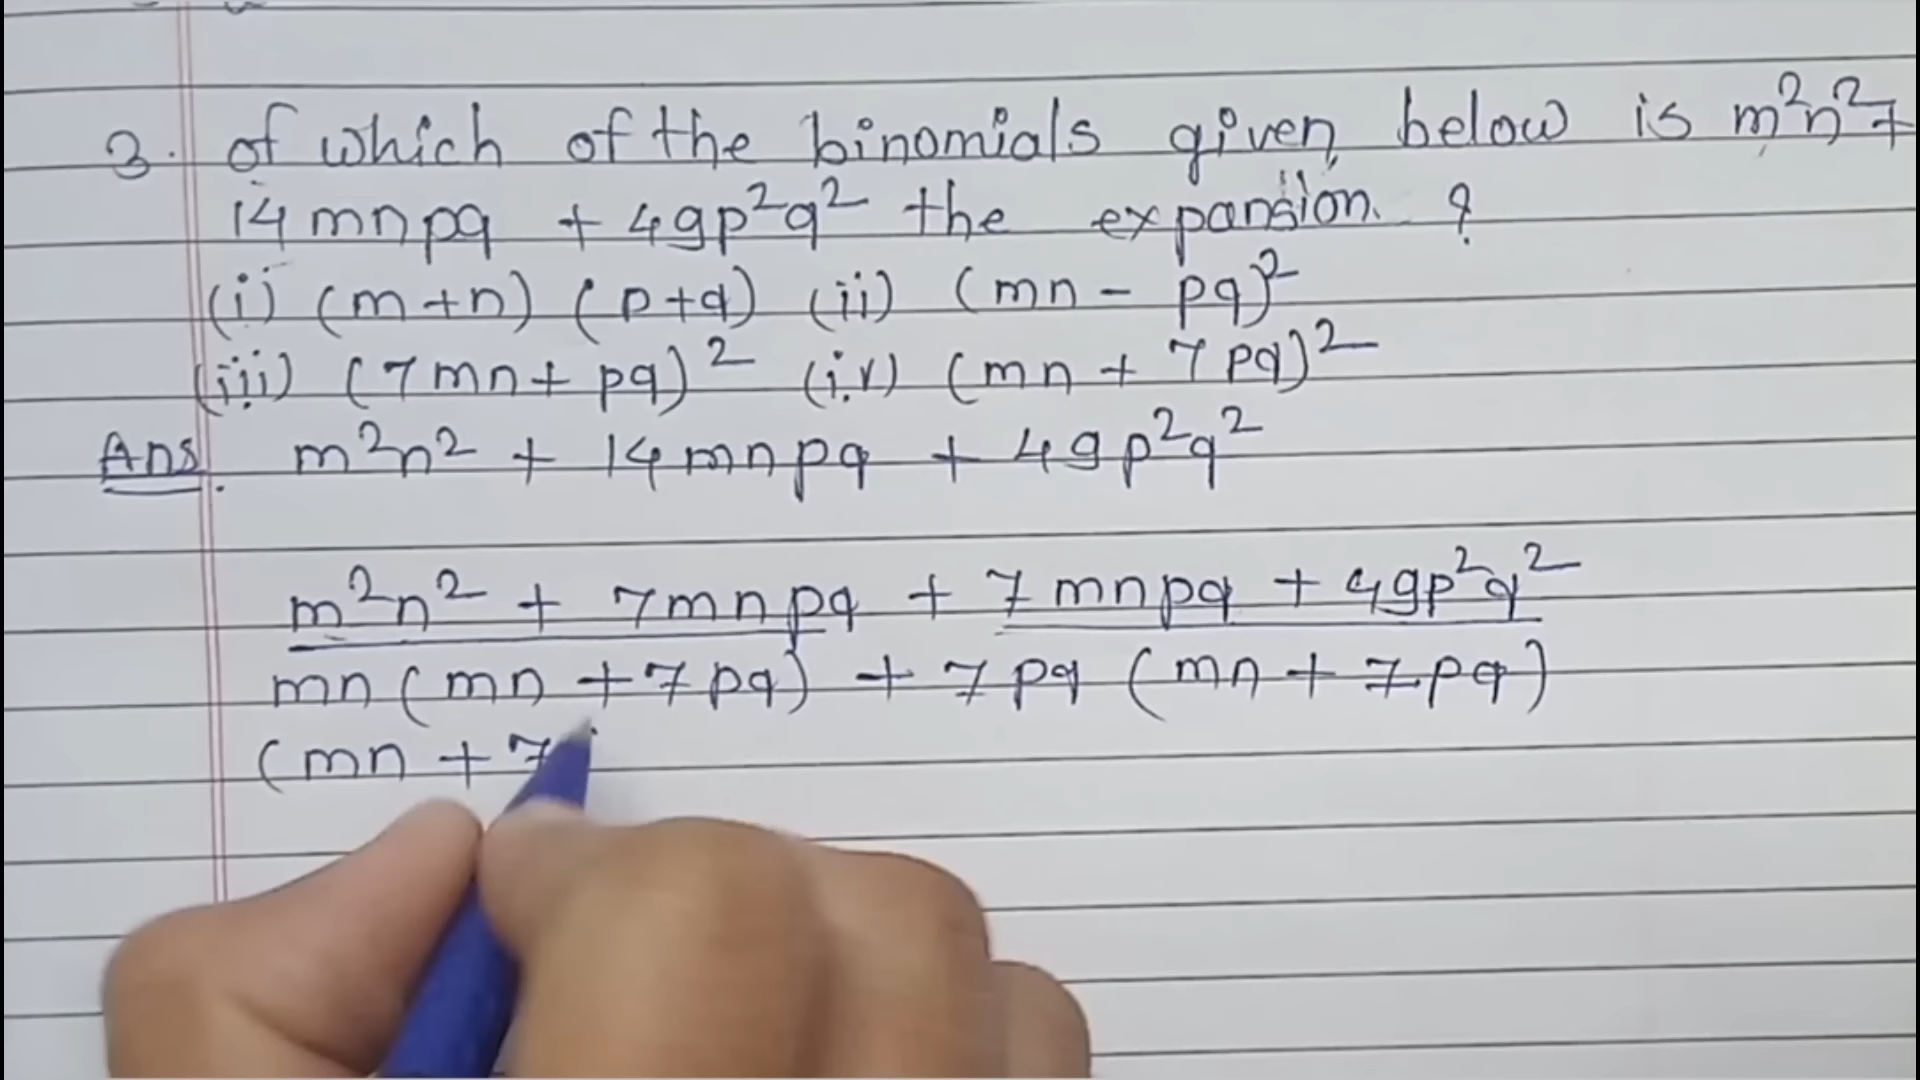 3. of which of the binomials given below is m²n²+
14mnpq + 49p²q² the expansion ?
(i) (m+n) (p+q) (ii) (mn - pq)²
(iii) (7mn + pq)² (iv) (mn + 7pq)²
Ans. m²n² + 14mnpq + 49p²q²
m²n² + 7mnpq + 7mnpq + 49p²q²
mn(mn + 7pq) + 7pq (mn + 7pq)
(mn + 7